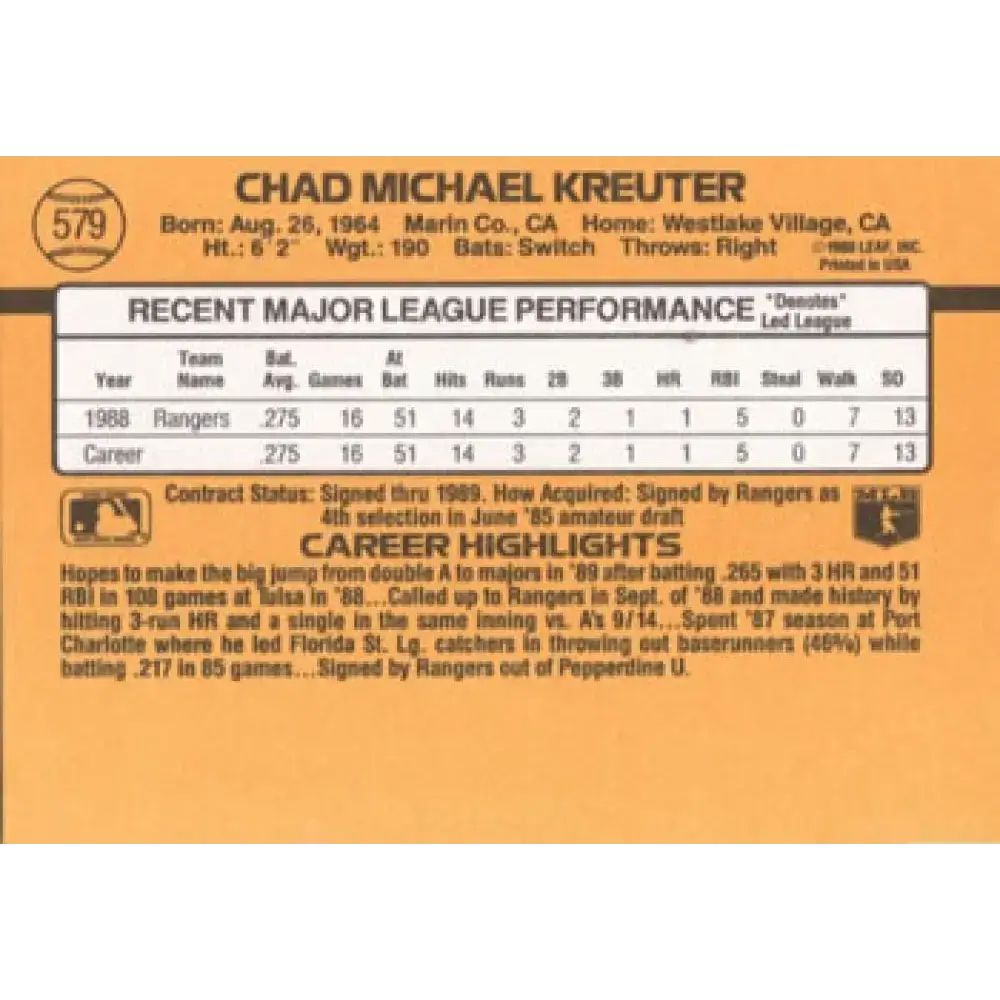 CHAD MICHAEL KREUTER
579
Born: Aug. 26, 1964 Marin Co., CA Home: Westlake Village, CA
Ht.: 6'2" Wgt.: 190 Bats: Switch Throws: Right © 1988 LEAF, INC.
Printed in USA
RECENT MAJOR LEAGUE PERFORMANCE "Denotes"
Led League
Team Bat. At
Year Name Avg. Games Bat Hits Runs 2B 3B HR RBI Steal Walk SO
1988 Rangers .275 16 51 14 3 2 1 1 5 0 7 13
Career .275 16 51 14 3 2 1 1 5 0 7 13
Contract Status: Signed thru 1989. How Acquired: Signed by Rangers as
4th selection in June '85 amateur draft
CAREER HIGHLIGHTS
Hopes to make the big jump from double A to majors in '89 after batting .265 with 3 HR and 51
RBI in 108 games at Tulsa in '88...Called up to Rangers in Sept. of '88 and made history by
hitting 3-run HR and a single in the same inning vs. A's 9/14...Spent '87 season at Port
Charlotte where he led Florida St. Lg. catchers in throwing out baserunners (46%) while
batting .217 in 85 games...Signed by Rangers out of Pepperdine U.